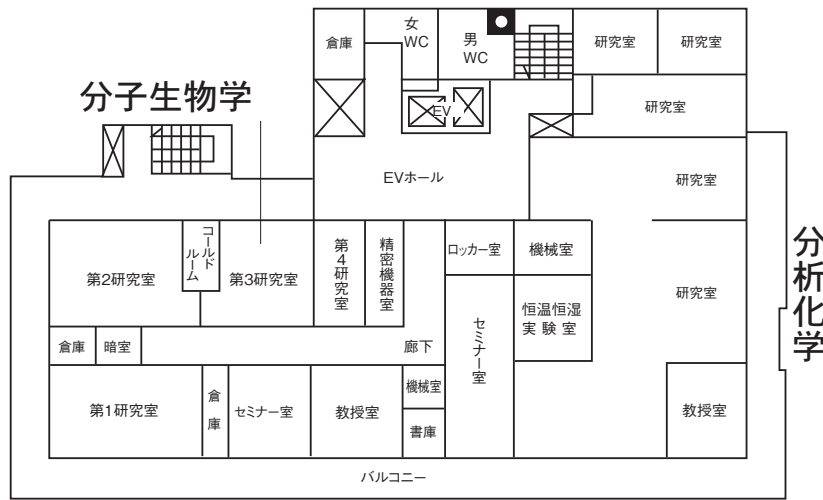 倉庫
女
WC
男
WC
研究室
研究室
分子生物学
EV
研究室
EVホール
研究室
第2研究室
コールド
ルーム
第3研究室
第4研究室
精密機器室
ロッカー室
機械室
分析化学
恒温恒湿
実験室
研究室
セミナー室
倉庫
暗室
廊下
第1研究室
倉庫
セミナー室
教授室
機械室
書庫
教授室
バルコニー